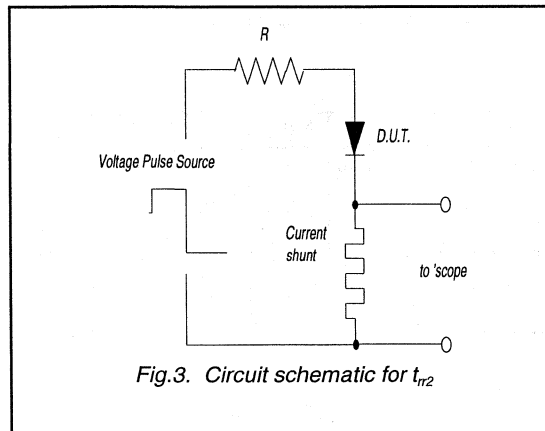 R
D.U.T.
Voltage Pulse Source
Current
shunt
to 'scope
Fig.3. Circuit schematic for trr2